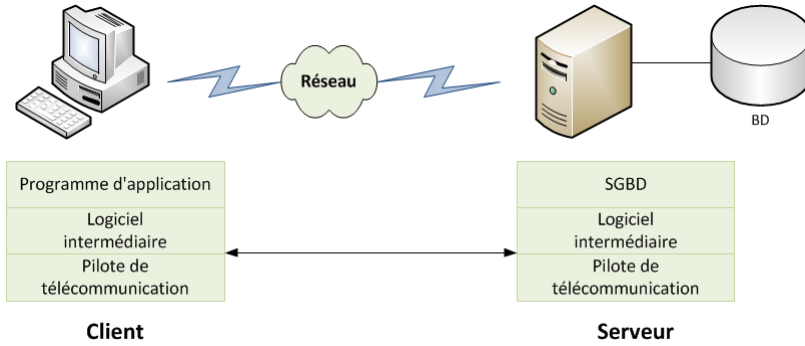 Réseau
BD
Programme d'application
Logiciel
intermédiaire
Pilote de
télécommunication
SGBD
Logiciel
intermédiaire
Pilote de
télécommunication
Client
Serveur